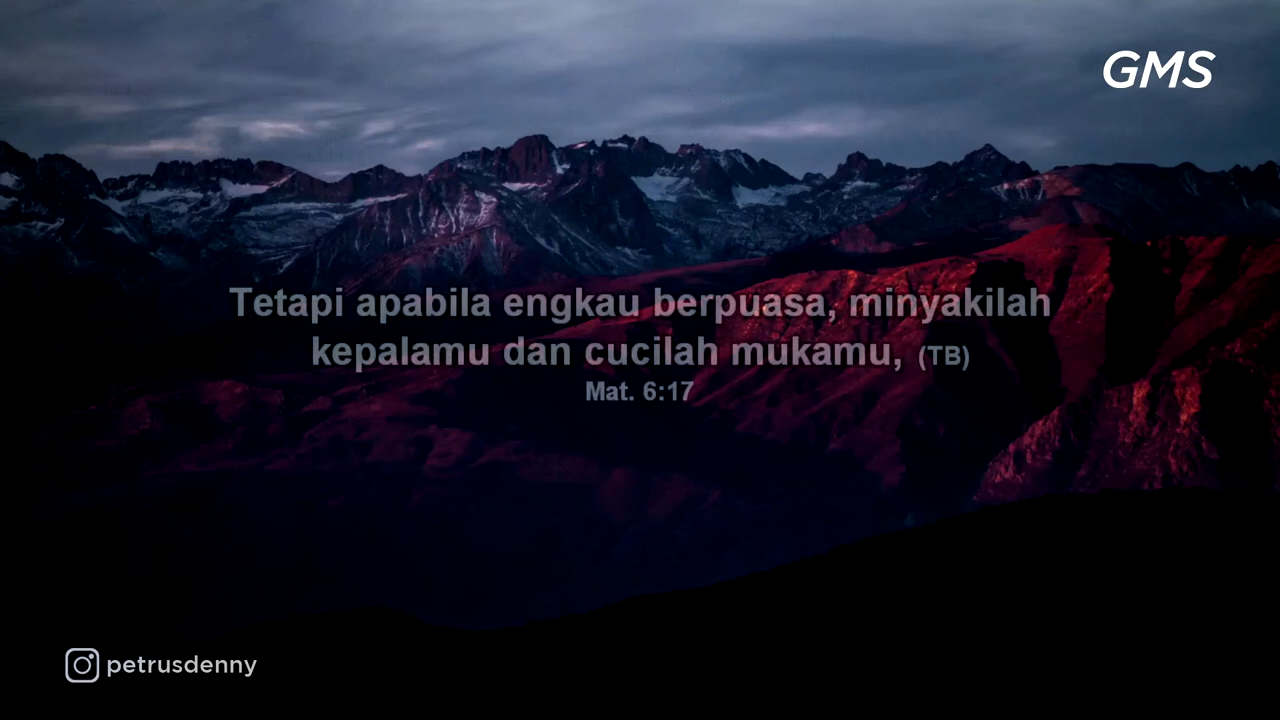 GMS
Tetapi apabila engkau berpuasa, minyakilah
kepalamu dan cucilah mukamu, (TB)
Mat. 6:17
petrusdenny